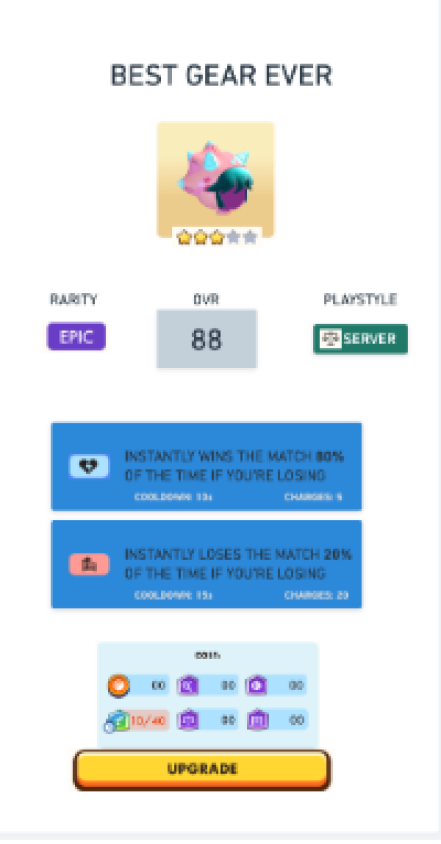 BEST GEAR EVER
RARITY OVR PLAYSTYLE
EPIC 88 SERVER
INSTANTLY WINS THE MATCH 80%
OF THE TIME IF YOU'RE LOSING
COOLDOWN: 13s CHARGES: 5
INSTANTLY LOSES THE MATCH 20%
OF THE TIME IF YOU'RE LOSING
COOLDOWN: 15s CHARGES: 20
00 00 00
10/40 00 00
UPGRADE